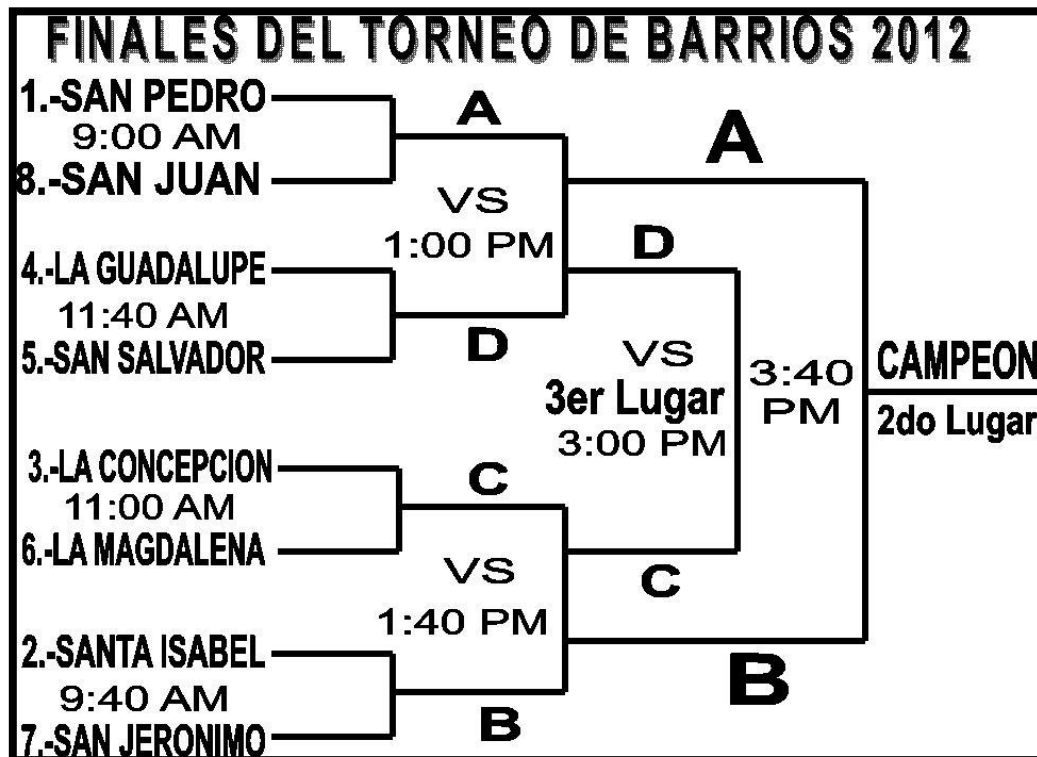 FINALES DEL TORNEO DE BARRIOS 2012
1.-SAN PEDRO
9:00 AM
8.-SAN JUAN
4.-LA GUADALUPE
11:40 AM
5.-SAN SALVADOR
3.-LA CONCEPCION
11:00 AM
6.-LA MAGDALENA
2.-SANTA ISABEL
9:40 AM
7.-SAN JERONIMO
A
VS
1:00 PM
D
C
VS
1:40 PM
B
A
D
VS
3er Lugar
3:00 PM
C
B
3:40
PM
CAMPEON
2do Lugar